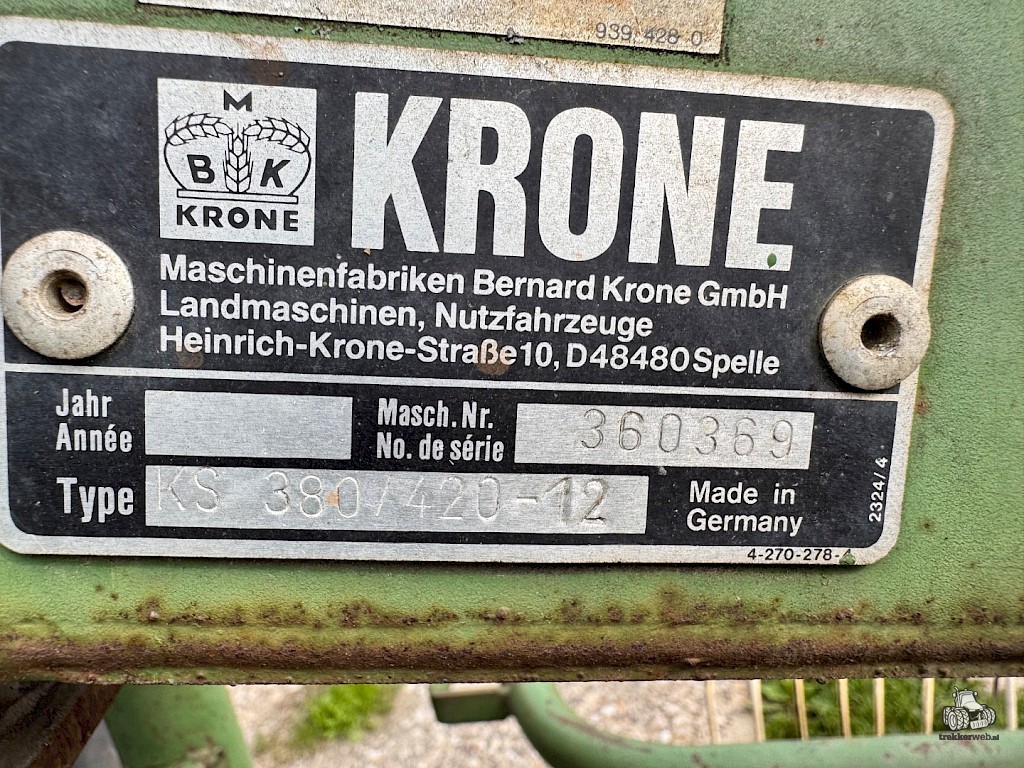 939 428 0
M
B K
KRONE
KRONE
Maschinenfabriken Bernard Krone GmbH
Landmaschinen, Nutzfahrzeuge
Heinrich-Krone-Straße 10, D48480 Spelle
Jahr
Année
Masch. Nr.
No. de série
360369
Type
KS 380/420-12
Made in
Germany
2324/4
4-270-278-4
trekkerweb.nl